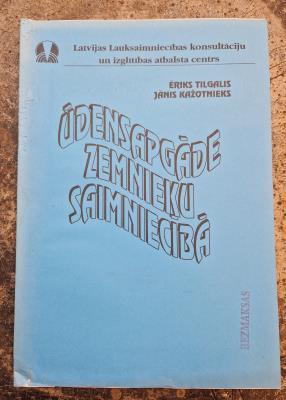 Latvijas Lauksaimniecības konsultāciju
un izglītības atbalsta centrs
ĒRIKS TILGALIS
JĀNIS KAŽOTNIEKS
ŪDENSAPGĀDE
ZEMNIEKU
SAIMNIECĪBĀ
BEZMAKSAS